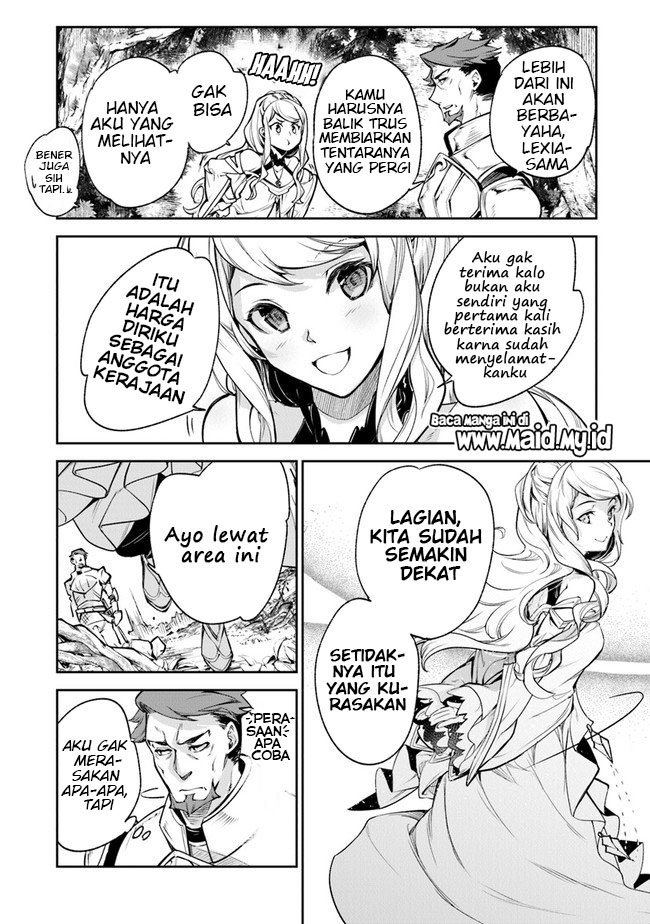 LEBIH
DARI INI
AKAN
BERBA-
YAHA,
LEXIA-
SAMA
KAMU
HARUSNYA
BALIK TRUS
MEMBIARKAN
TENTARANYA
YANG PERGI
HAAHH!
GAK
BISA
HANYA
AKU YANG
MELIHAT-
NYA
BENER
JUGA
SIH
TAPI..
Aku gak
terima kalo
bukan aku
sendiri yang
pertama kali
berterima kasih
karna sudah
menyelamat-
kanku
ITU
ADALAH
HARGA
DIRIKU
SEBAGAI
ANGGOTA
KERAJAAN
Baca Manga ini di
www.Maid.My.id
LAGIAN,
KITA SUDAH
SEMAKIN
DEKAT
SETIDAK-
NYA ITU
YANG KU-
RASAKAN
Ayo lewat
area ini
PERA-
SAAN
APA
COBA
AKU GAK
MERA-
SAKAN
APA-APA,
TAPI